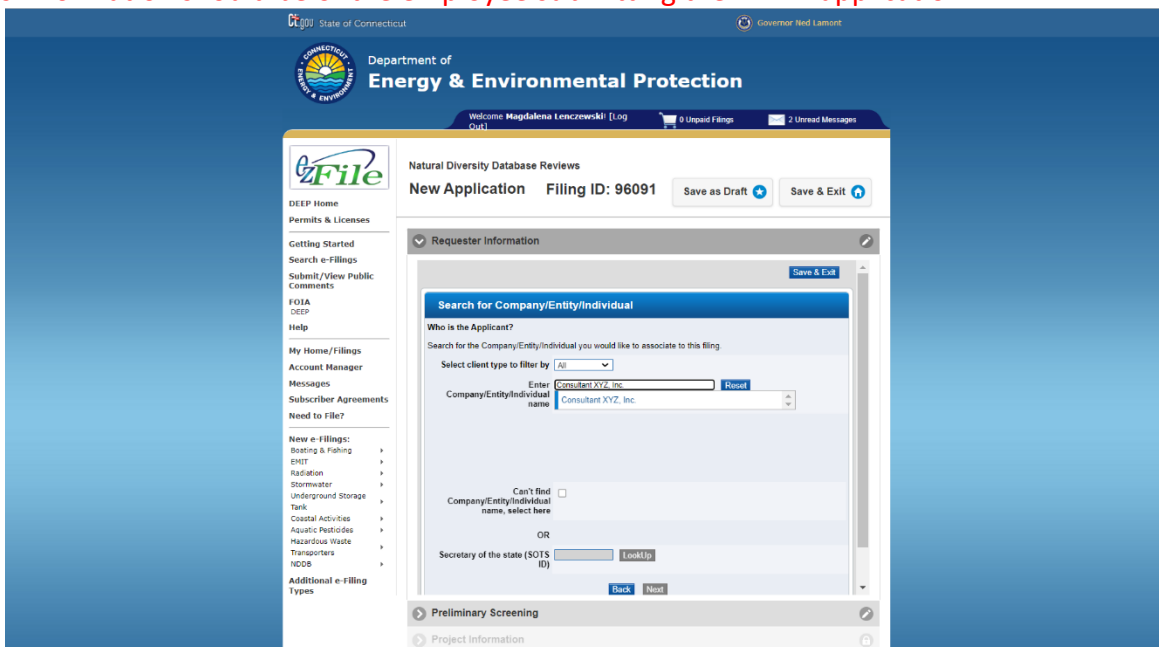 CT.gov State of Connecticut
Governor Ned Lamont
CONNECTICUT ENERGY & ENVIRONMENT
Department of
Energy & Environmental Protection
Welcome Magdalena Lenczewski! [Log Out]
0 Unpaid Filings
2 Unread Messages
ezFile
DEEP Home
Permits & Licenses
Getting Started
Search e-Filings
Submit/View Public
Comments
FOIA
DEEP
Help
My Home/Filings
Account Manager
Messages
Subscriber Agreements
Need to File?
New e-Filings:
Boating & Fishing
EMIT
Radiation
Stormwater
Underground Storage
Tank
Coastal Activities
Aquatic Pesticides
Hazardous Waste
Transporters
NDDB
Additional e-Filing
Types
Natural Diversity Database Reviews
New Application Filing ID: 96091
Save as Draft
Save & Exit
Requester Information
Save & Exit
Search for Company/Entity/Individual
Who is the Applicant?
Search for the Company/Entity/Individual you would like to associate to this filing.
Select client type to filter by All
Enter
Company/Entity/Individual
name
Consultant XYZ, Inc.
Reset
Consultant XYZ, Inc.
Can't find
Company/Entity/Individual
name, select here
OR
Secretary of the state (SOTS
ID)
LookUp
Back Next
Preliminary Screening
Project Information